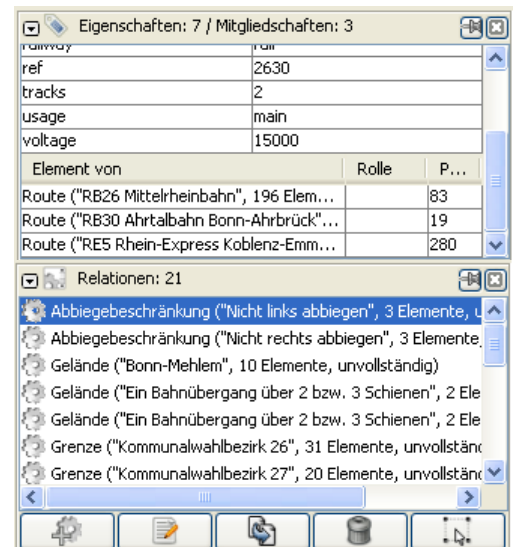 Eigenschaften: 7 / Mitgliedschaften: 3
railway rail
ref 2630
tracks 2
usage main
voltage 15000
Element von Rolle P...
Route ("RB26 Mittelrheinbahn", 196 Elem... 83
Route ("RB30 Ahrtalbahn Bonn-Ahrbrück"... 19
Route ("RE5 Rhein-Express Koblenz-Emm... 280
Relationen: 21
Abbiegebeschränkung ("Nicht links abbiegen", 3 Elemente, u
Abbiegebeschränkung ("Nicht rechts abbiegen", 3 Elemente,
Gelände ("Bonn-Mehlem", 10 Elemente, unvollständig)
Gelände ("Ein Bahnübergang über 2 bzw. 3 Schienen", 2 Ele
Gelände ("Ein Bahnübergang über 2 bzw. 3 Schienen", 2 Ele
Grenze ("Kommunalwahlbezirk 26", 31 Elemente, unvollständ
Grenze ("Kommunalwahlbezirk 27", 20 Elemente, unvollständ